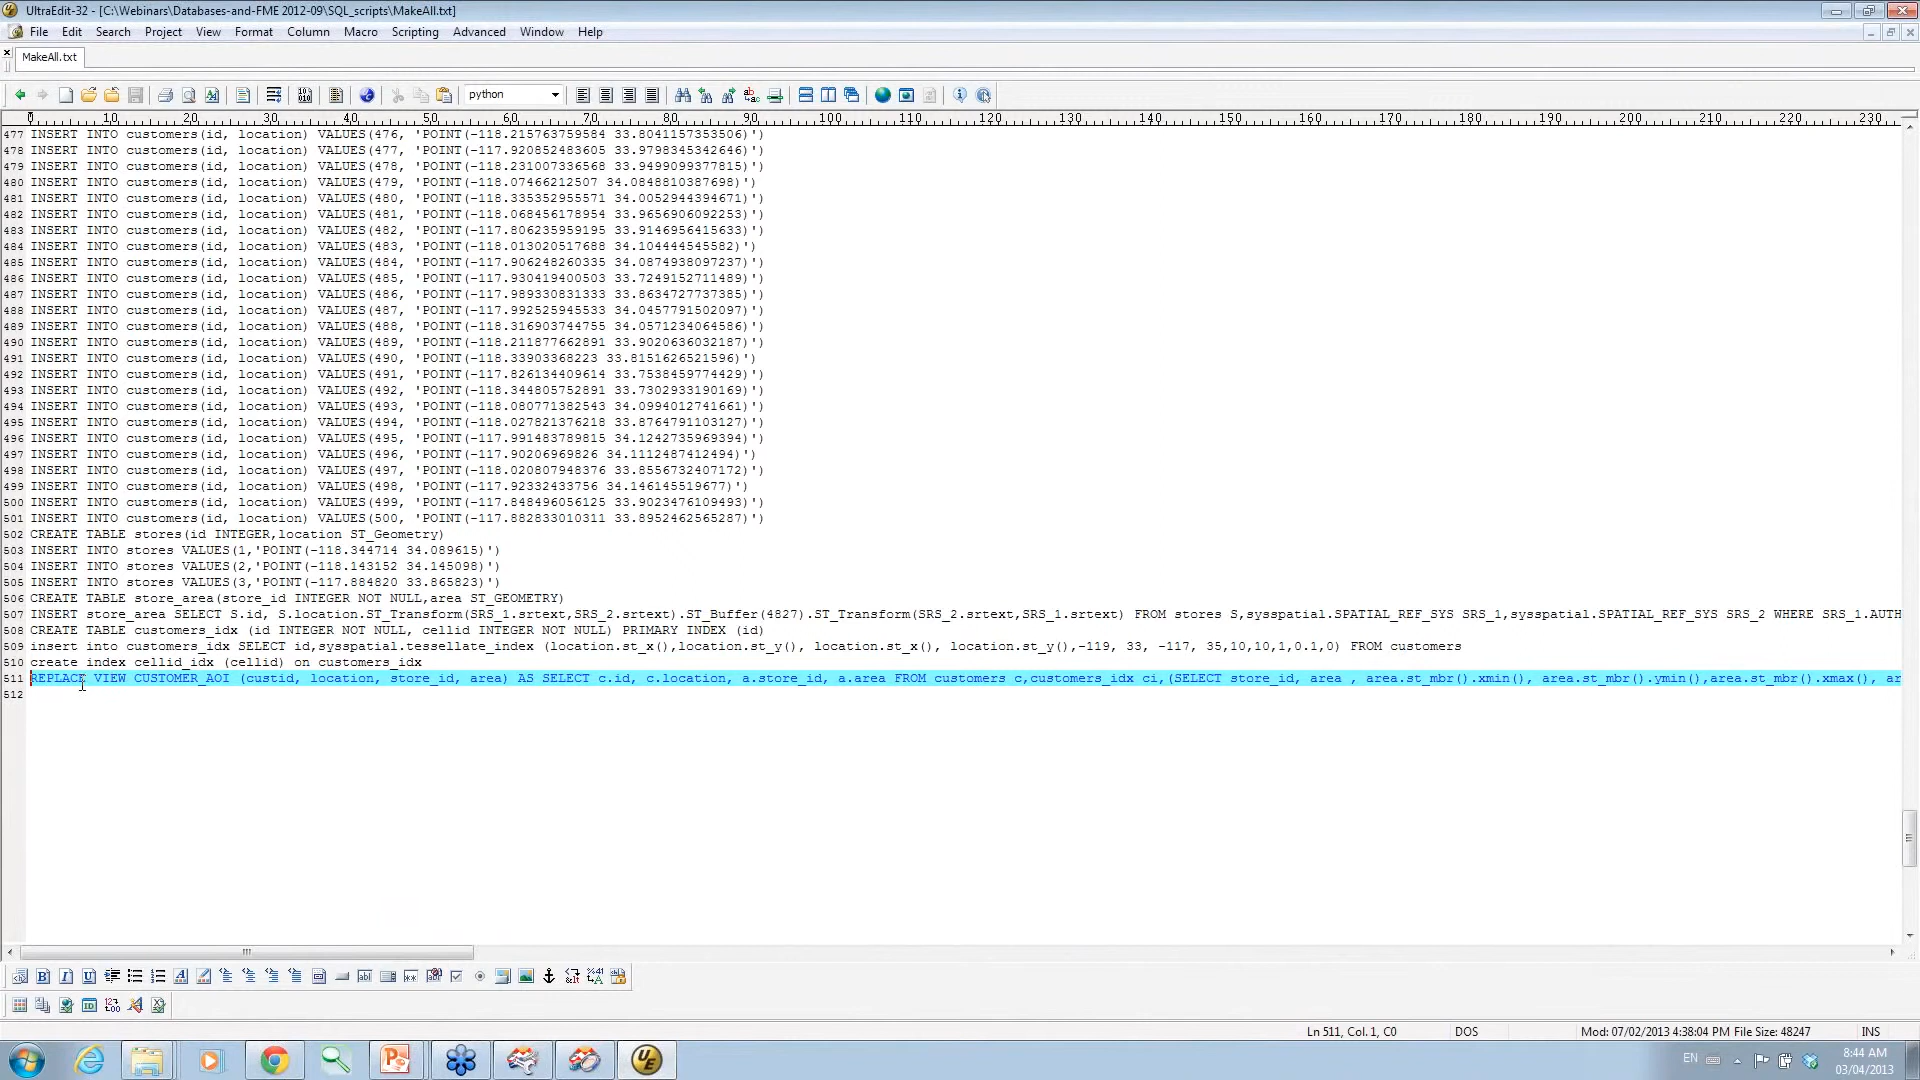 UltraEdit-32 - [C:\Webinars\Databases-and-FME 2012-09\SQL_scripts\MakeAll.txt]
File Edit Search Project View Format Column Macro Scripting Advanced Window Help
MakeAll.txt
python
0 10 20 30 40 50 60 70 80 90 100 110 120 130 140 150 160 170 180 190 200 210 220 230
477 INSERT INTO customers(id, location) VALUES(476, 'POINT(-118.215763759584 33.8041157353506)')
478 INSERT INTO customers(id, location) VALUES(477, 'POINT(-117.920852483605 33.9798345342646)')
479 INSERT INTO customers(id, location) VALUES(478, 'POINT(-118.231007336568 33.9499099377815)')
480 INSERT INTO customers(id, location) VALUES(479, 'POINT(-118.07466212507 34.0848810387698)')
481 INSERT INTO customers(id, location) VALUES(480, 'POINT(-118.335352955571 34.0052944394671)')
482 INSERT INTO customers(id, location) VALUES(481, 'POINT(-118.068456178954 33.9656906092253)')
483 INSERT INTO customers(id, location) VALUES(482, 'POINT(-117.806235959195 33.9146956415633)')
484 INSERT INTO customers(id, location) VALUES(483, 'POINT(-118.013020517688 34.104444545582)')
485 INSERT INTO customers(id, location) VALUES(484, 'POINT(-117.906248260335 34.0874938097237)')
486 INSERT INTO customers(id, location) VALUES(485, 'POINT(-117.930419400503 33.7249152711489)')
487 INSERT INTO customers(id, location) VALUES(486, 'POINT(-117.989330831333 33.8634727737385)')
488 INSERT INTO customers(id, location) VALUES(487, 'POINT(-117.992525945533 34.0457791502097)')
489 INSERT INTO customers(id, location) VALUES(488, 'POINT(-118.316903744755 34.0571234064586)')
490 INSERT INTO customers(id, location) VALUES(489, 'POINT(-118.211877662891 33.9020636032187)')
491 INSERT INTO customers(id, location) VALUES(490, 'POINT(-118.33903368223 33.8151626521596)')
492 INSERT INTO customers(id, location) VALUES(491, 'POINT(-117.826134409614 33.7538459774429)')
493 INSERT INTO customers(id, location) VALUES(492, 'POINT(-118.344805752891 33.7302933190169)')
494 INSERT INTO customers(id, location) VALUES(493, 'POINT(-118.080771382543 34.0994012741661)')
495 INSERT INTO customers(id, location) VALUES(494, 'POINT(-118.027821376218 33.8764791103127)')
496 INSERT INTO customers(id, location) VALUES(495, 'POINT(-117.991483789815 34.1242735969394)')
497 INSERT INTO customers(id, location) VALUES(496, 'POINT(-117.90206969826 34.1112487412494)')
498 INSERT INTO customers(id, location) VALUES(497, 'POINT(-118.020807948376 33.8556732407172)')
499 INSERT INTO customers(id, location) VALUES(498, 'POINT(-117.92332433756 34.146145519677)')
500 INSERT INTO customers(id, location) VALUES(499, 'POINT(-117.848496056125 33.9023476109493)')
501 INSERT INTO customers(id, location) VALUES(500, 'POINT(-117.882833010311 33.8952462565287)')
502 CREATE TABLE stores(id INTEGER,location ST_Geometry)
503 INSERT INTO stores VALUES(1,'POINT(-118.344714 34.089615)')
504 INSERT INTO stores VALUES(2,'POINT(-118.143152 34.145098)')
505 INSERT INTO stores VALUES(3,'POINT(-117.884820 33.865823)')
506 CREATE TABLE store_area(store_id INTEGER NOT NULL,area ST_GEOMETRY)
507 INSERT store_area SELECT S.id, S.location.ST_Transform(SRS_1.srtext,SRS_2.srtext).ST_Buffer(4827).ST_Transform(SRS_2.srtext,SRS_1.srtext) FROM stores S,sysspatial.SPATIAL_REF_SYS SRS_1,sysspatial.SPATIAL_REF_SYS SRS_2 WHERE SRS_1.AUTH
508 CREATE TABLE customers_idx (id INTEGER NOT NULL, cellid INTEGER NOT NULL) PRIMARY INDEX (id)
509 insert into customers_idx SELECT id,sysspatial.tessellate_index (location.st_x(),location.st_y(), location.st_x(), location.st_y(),-119, 33, -117, 35,10,10,1,0.1,0) FROM customers
510 create index cellid_idx (cellid) on customers_idx
511 REPLACE VIEW CUSTOMER_AOI (custid, location, store_id, area) AS SELECT c.id, c.location, a.store_id, a.area FROM customers c,customers_idx ci,(SELECT store_id, area , area.st_mbr().xmin(), area.st_mbr().ymin(),area.st_mbr().xmax(), ar
512
Ln 511, Col. 1, C0 DOS Mod: 07/02/2013 4:38:04 PM File Size: 48247 INS
EN 8:44 AM
03/04/2013